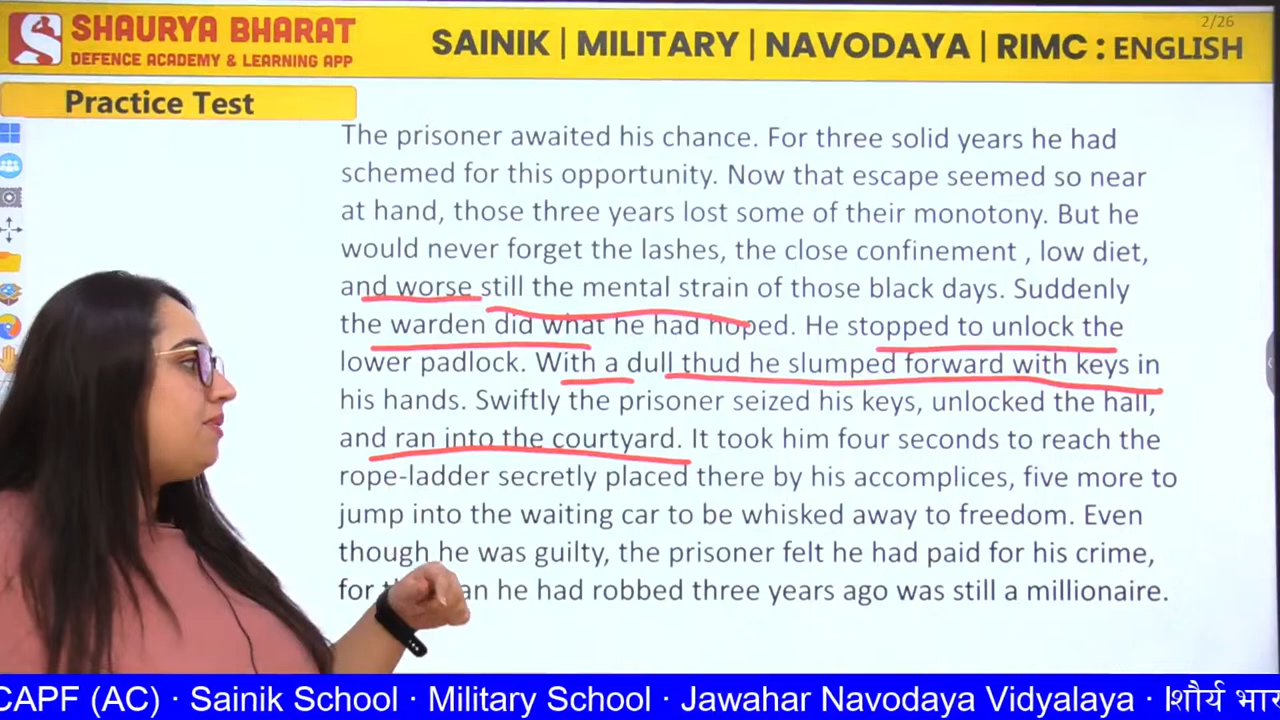 2/26
SHAURYA BHARAT
DEFENCE ACADEMY & LEARNING APP
SAINIK | MILITARY | NAVODAYA | RIMC : ENGLISH
Practice Test
The prisoner awaited his chance. For three solid years he had
schemed for this opportunity. Now that escape seemed so near
at hand, those three years lost some of their monotony. But he
would never forget the lashes, the close confinement , low diet,
and worse still the mental strain of those black days. Suddenly
the warden did what he had hoped. He stopped to unlock the
lower padlock. With a dull thud he slumped forward with keys in
his hands. Swiftly the prisoner seized his keys, unlocked the hall,
and ran into the courtyard. It took him four seconds to reach the
rope-ladder secretly placed there by his accomplices, five more to
jump into the waiting car to be whisked away to freedom. Even
though he was guilty, the prisoner felt he had paid for his crime,
for he had robbed three years ago was still a millionaire.
CAPF (AC) · Sainik School · Military School · Jawahar Navodaya Vidyalaya · शौर्य